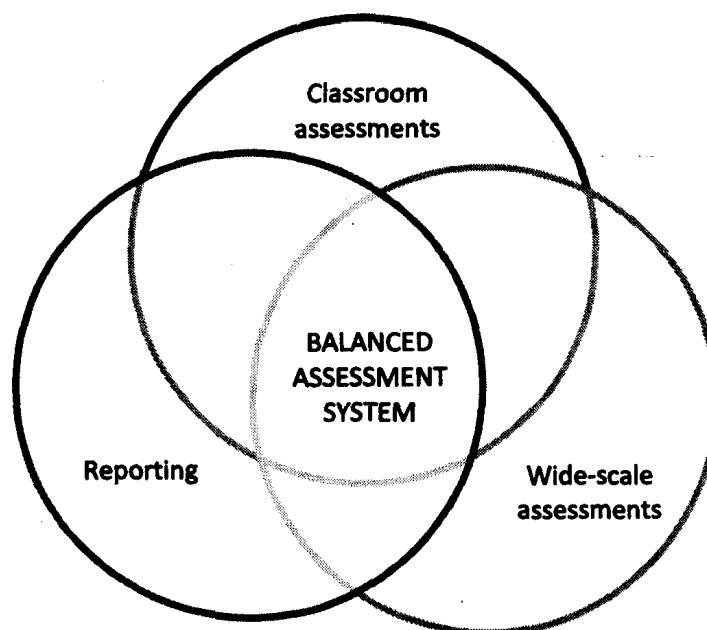 Classroom
assessments
BALANCED
ASSESSMENT
SYSTEM
Reporting
Wide-scale
assessments